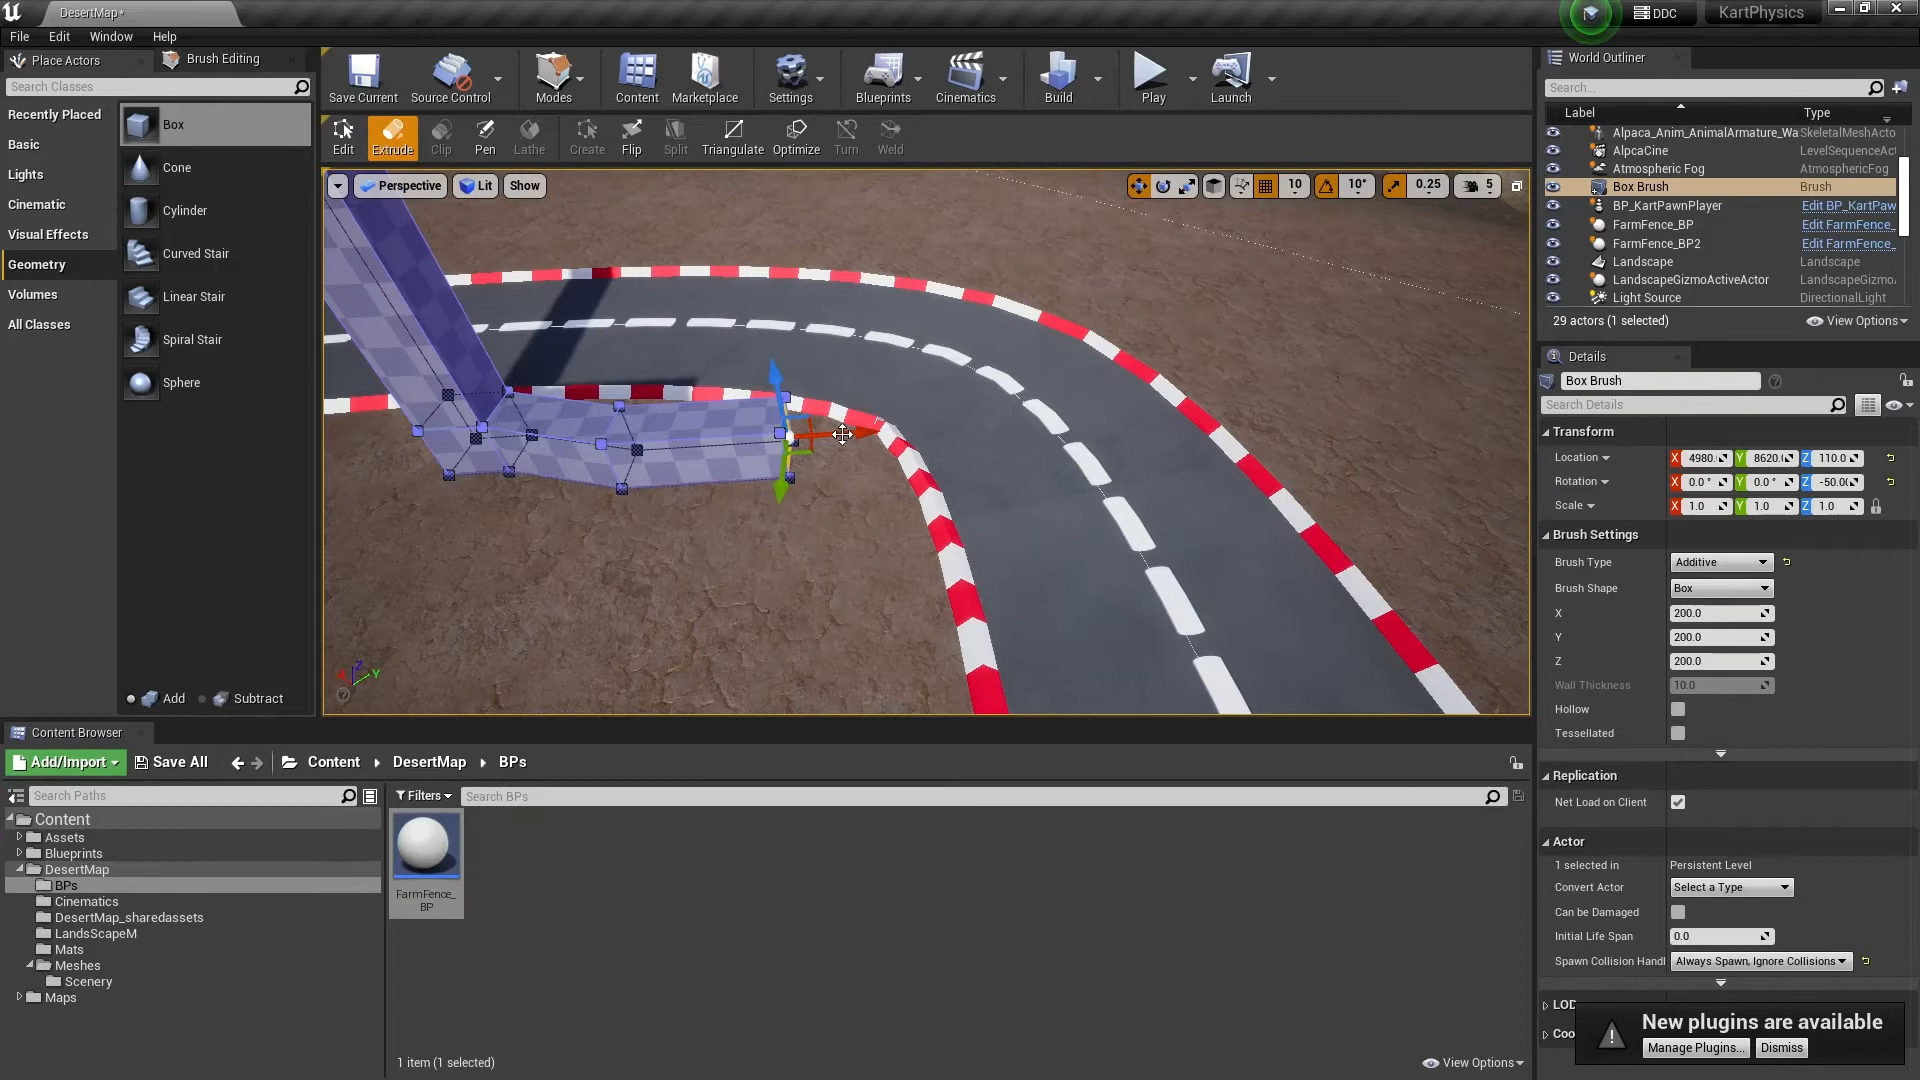 DesertMap*
DDC
KartPhysics
File
Edit
Window
Help
Place Actors
Brush Editing
Search Classes
Recently Placed
Basic
Lights
Cinematic
Visual Effects
Geometry
Volumes
All Classes
Box
Cone
Cylinder
Curved Stair
Linear Stair
Spiral Stair
Sphere
Add
Subtract
Save Current
Source Control
Modes
Content
Marketplace
Settings
Blueprints
Cinematics
Build
Play
Launch
Edit
Extrude
Clip
Pen
Lathe
Create
Flip
Split
Triangulate
Optimize
Turn
Weld
Perspective
Lit
Show
10
10°
0.25
5
Z
Y
World Outliner
Search...
Label
Type
Alpaca_Anim_AnimalArmature_Wa
SkeletalMeshActo
AlpcaCine
LevelSequenceAct
Atmospheric Fog
AtmosphericFog
Box Brush
Brush
BP_KartPawnPlayer
Edit BP_KartPaw
FarmFence_BP
Edit FarmFence_
FarmFence_BP2
Edit FarmFence_
Landscape
Landscape
LandscapeGizmoActiveActor
LandscapeGizmo
Light Source
DirectionalLight
29 actors (1 selected)
View Options
Details
Box Brush
Search Details
Transform
Location
X 4980. Y 8620. Z 110.0
Rotation
X 0.0 ° Y 0.0 ° Z -50.0
Scale
X 1.0 Y 1.0 Z 1.0
Brush Settings
Brush Type
Additive
Brush Shape
Box
X
200.0
Y
200.0
Z
200.0
Wall Thickness
10.0
Hollow
Tessellated
Replication
Net Load on Client
Actor
1 selected in
Persistent Level
Convert Actor
Select a Type
Can be Damaged
Initial Life Span
0.0
Spawn Collision Handl
Always Spawn, Ignore Collisions
LOD
Coo
New plugins are available
Manage Plugins...
Dismiss
Content Browser
Add/Import
Save All
Content
DesertMap
BPs
Search Paths
Filters
Search BPs
Content
Assets
Blueprints
DesertMap
BPs
Cinematics
DesertMap_sharedassets
LandsScapeM
Mats
Meshes
Scenery
Maps
FarmFence_
BP
1 item (1 selected)
View Options